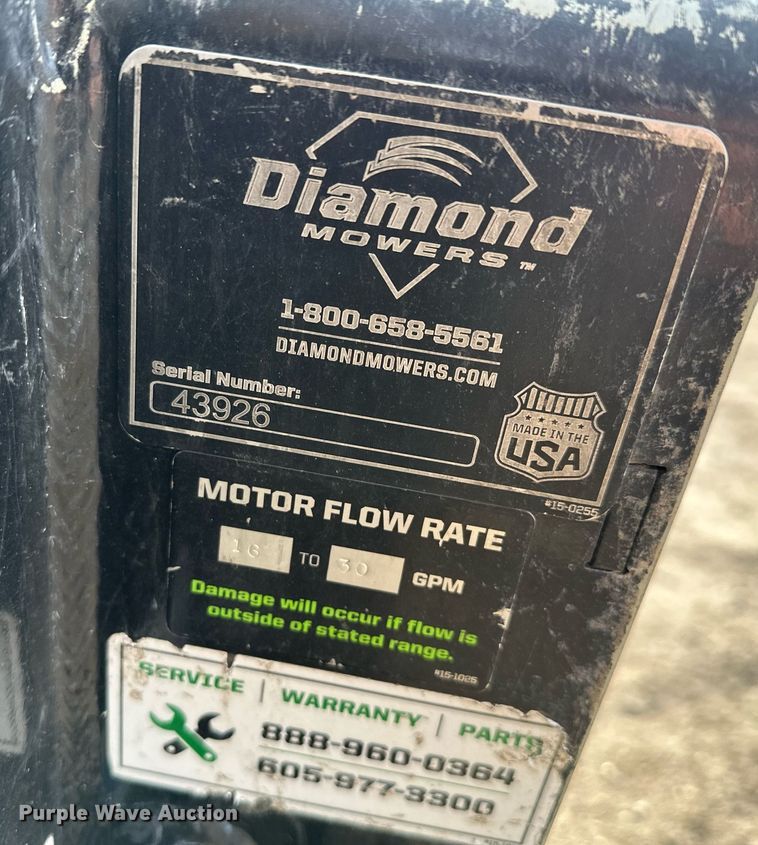 Diamond
MOWERS™
1-800-658-5561
DIAMONDMOWERS.COM
Serial Number:
43926
MADE IN THE
USA
#15-0255
MOTOR FLOW RATE
16 TO 30 GPM
Damage will occur if flow is
outside of stated range.
#15-1025
SERVICE | WARRANTY | PARTS
888-960-0364
605-977-3300
Purple Wave Auction